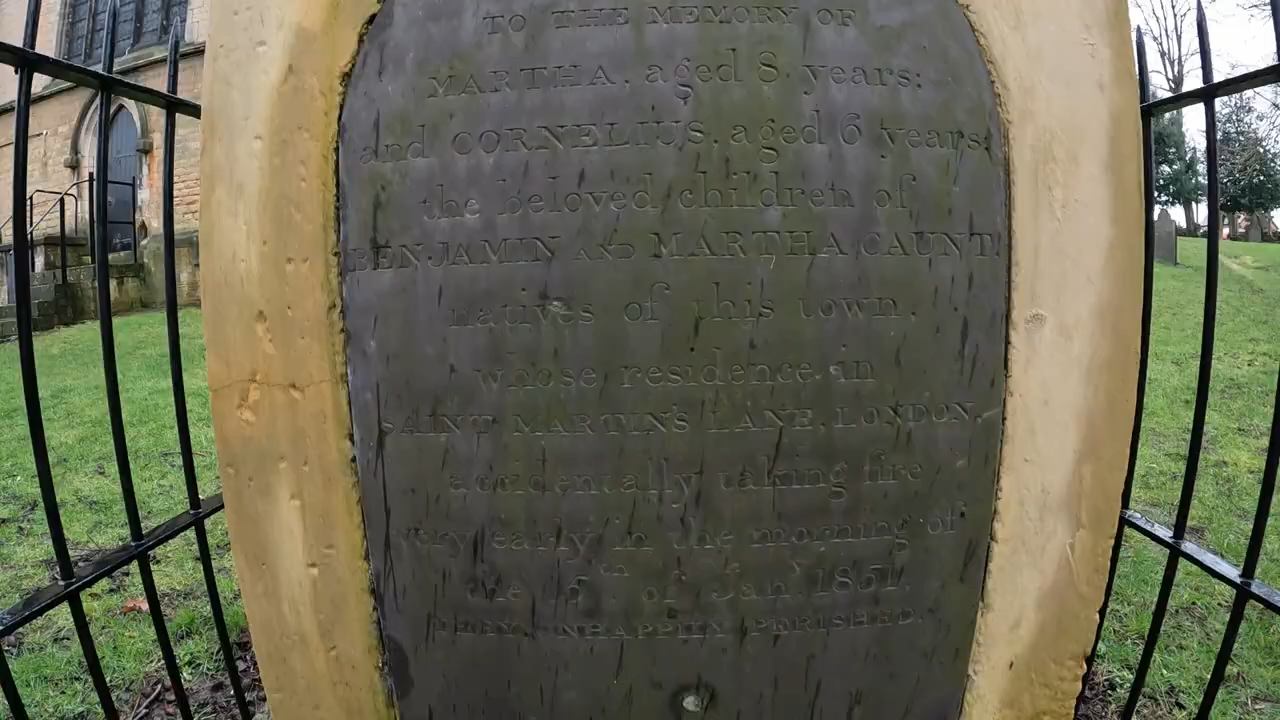 TO THE MEMORY OF
MARTHA, aged 8 years;
and CORNELIUS, aged 6 years;
the beloved children of
BENJAMIN AND MARTHA CAUNT,
natives of this town,
whose residence in
SAINT MARTIN'S LANE, LONDON,
accidentally taking fire
very early in the morning of
the 15th of Jan. 1851,
THEY UNHAPPILY PERISHED.